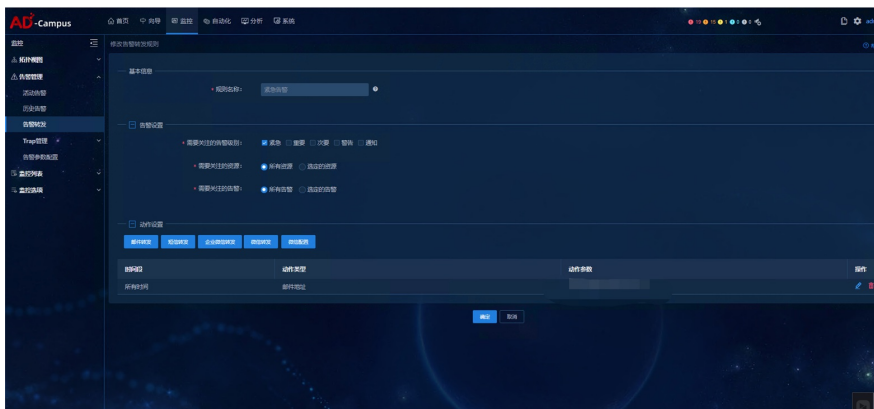 AD-Campus
首页 向导 监控 自动化 分析 系统
监控
修改告警转发规则
拓扑视图
告警管理
活动告警
历史告警
告警转发
Trap管理
告警参数配置
监控列表
监控选项
基本信息
* 规则名称: 紧急告警
告警设置
* 需要关注的告警级别: 紧急 重要 次要 警告 通知
* 需要关注的资源: 所有资源 选定的资源
* 需要关注的告警: 所有告警 选定的告警
动作设置
邮件转发 短信转发 企业微信转发 微信转发 微信配置
时间段 动作类型 动作参数 操作
所有时间 邮件地址
确定 取消